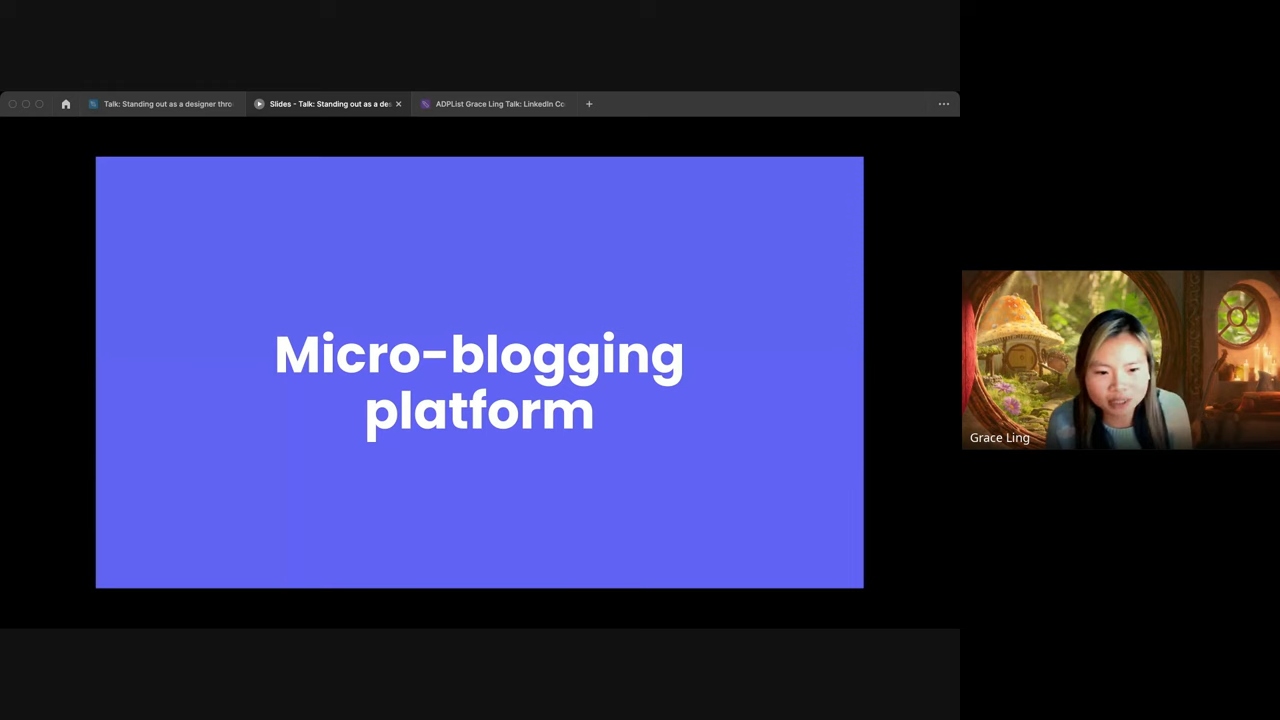 Talk: Standing out as a designer thro
Slides - Talk: Standing out as a des
ADPList Grace Ling Talk: LinkedIn Co
Micro-blogging
platform
Grace Ling